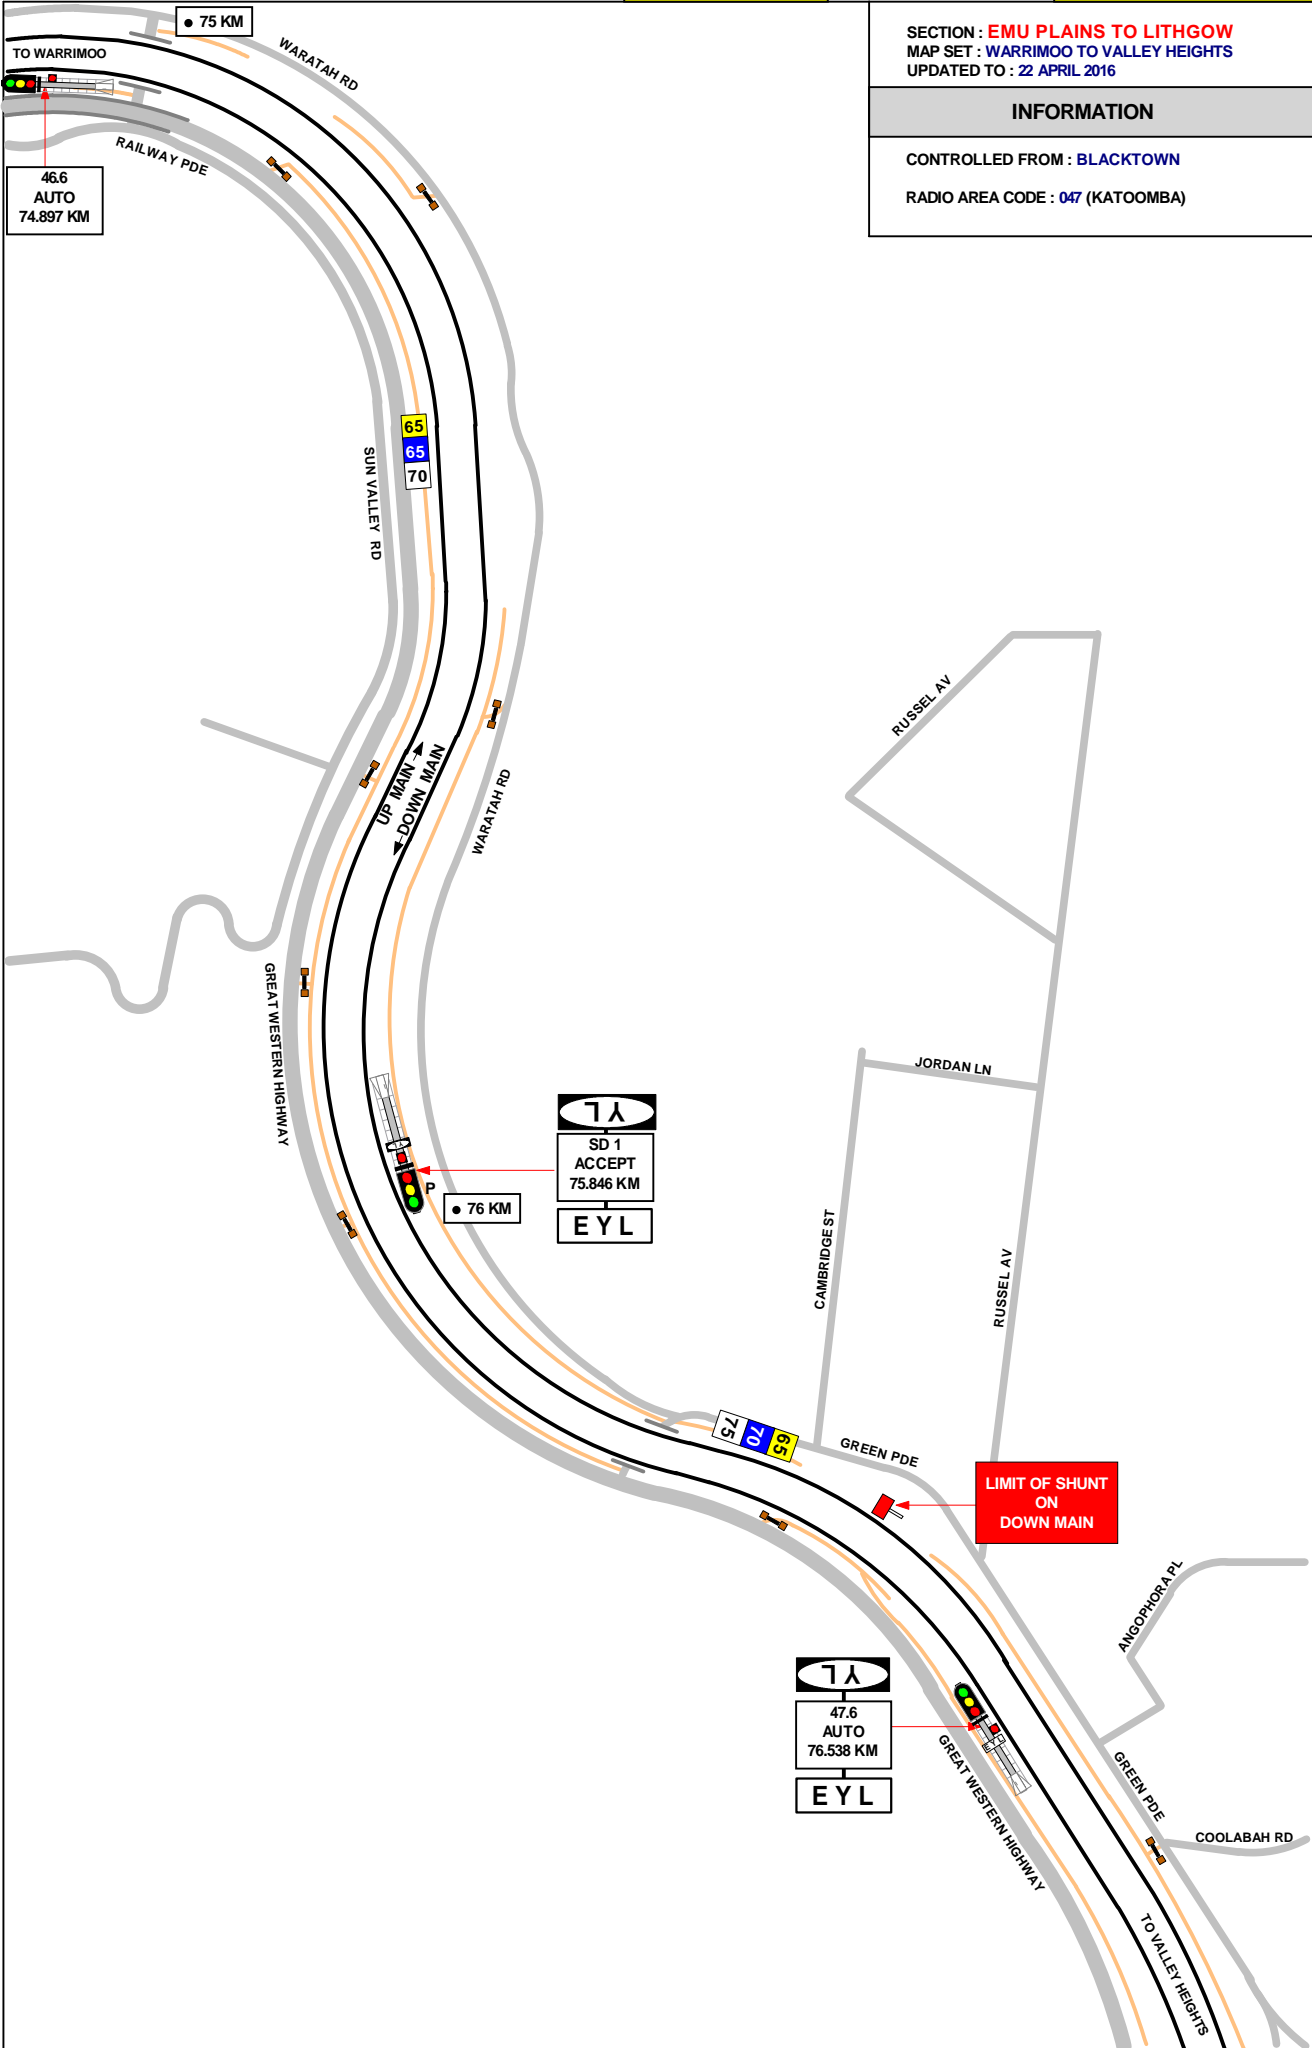 ● 75 KM
SECTION : EMU PLAINS TO LITHGOW
MAP SET : WARRIMOO TO VALLEY HEIGHTS
UPDATED TO : 22 APRIL 2016
INFORMATION
CONTROLLED FROM : BLACKTOWN
RADIO AREA CODE : 047 (KATOOMBA)
TO WARRIMOO
WARATAH RD
RAILWAY PDE
46.6
AUTO
74.897 KM
65
65
70
SUN VALLEY RD
RUSSEL AV
UP MAIN
DOWN MAIN
WARATAH RD
GREAT WESTERN HIGHWAY
JORDAN LN
YL
SD 1
ACCEPT
75.846 KM
EYL
P
● 76 KM
CAMBRIDGE ST
RUSSEL AV
75
70
65
GREEN PDE
LIMIT OF SHUNT
ON
DOWN MAIN
ANGOPHORA PL
YL
47.6
AUTO
76.538 KM
EYL
GREAT WESTERN HIGHWAY
GREEN PDE
COOLABAH RD
TO VALLEY HEIGHTS